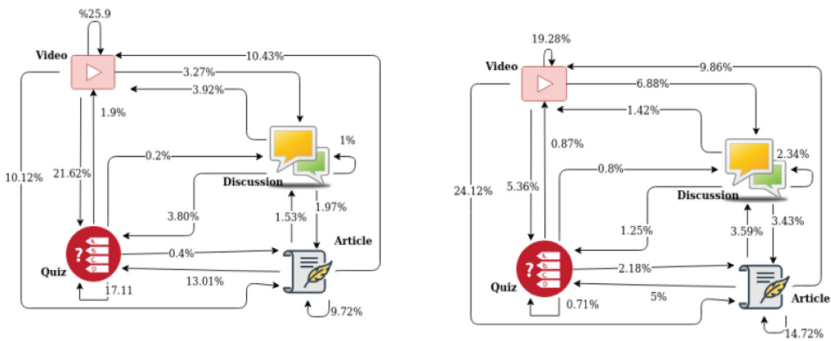 %25.9
Video
10.43%
3.27%
3.92%
1.9%
1%
0.2%
21.62%
10.12%
Discussion
3.80%
1.53%
1.97%
Article
0.4%
13.01%
Quiz
?
A
B
C
D
17.11
9.72%
19.28%
Video
9.86%
6.88%
1.42%
0.87%
2.34%
0.8%
5.36%
24.12%
Discussion
1.25%
3.59%
3.43%
2.18%
5%
Quiz
?
A
B
C
D
0.71%
Article
14.72%